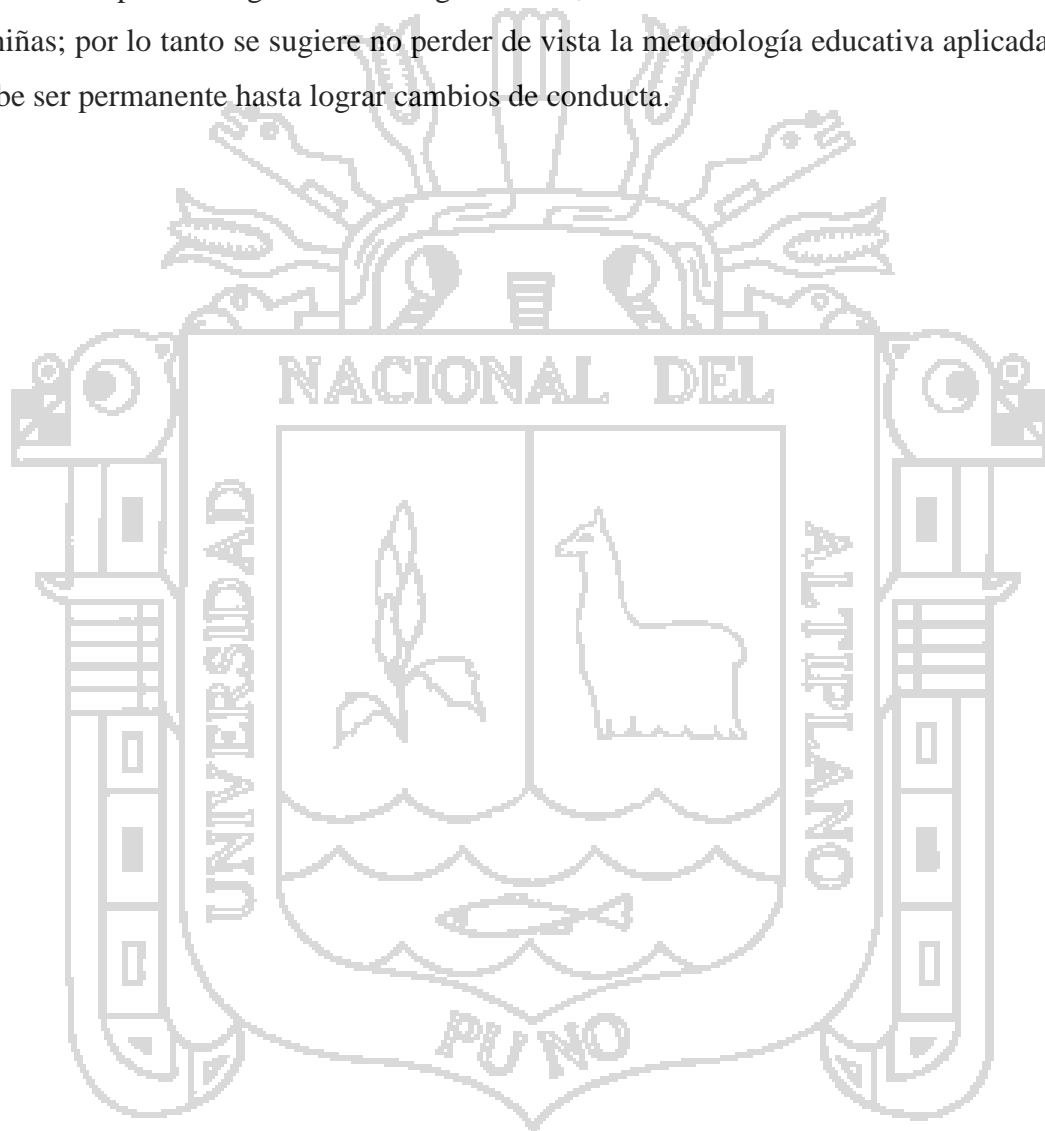 niñas; por lo tanto se sugiere no perder de vista la metodología educativa aplicada
be ser permanente hasta lograr cambios de conducta.
NACIONAL DEL
UNIVERSIDAD
ALTIPLANO
PUNO